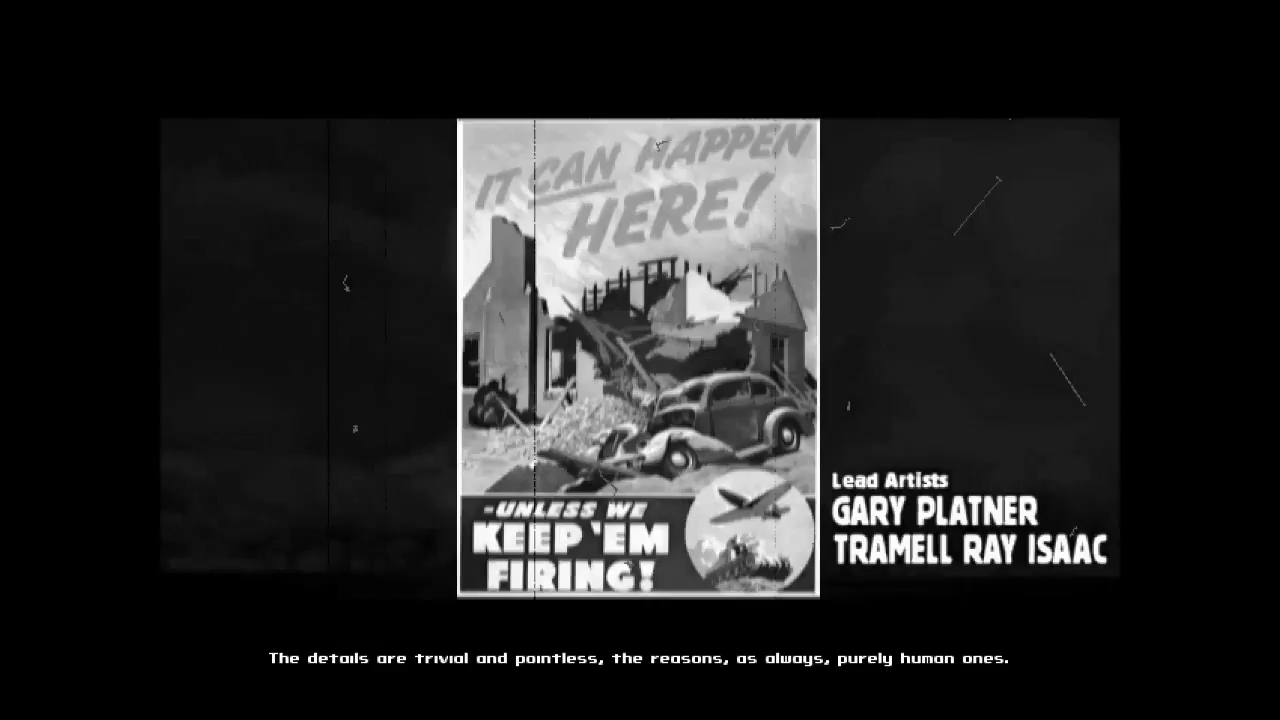 IT CAN HAPPEN
HERE!
-UNLESS WE
KEEP 'EM
FIRING!
Lead Artists
GARY PLATNER
TRAMELL RAY ISAAC
The details are trivial and pointless, the reasons, as always, purely human ones.